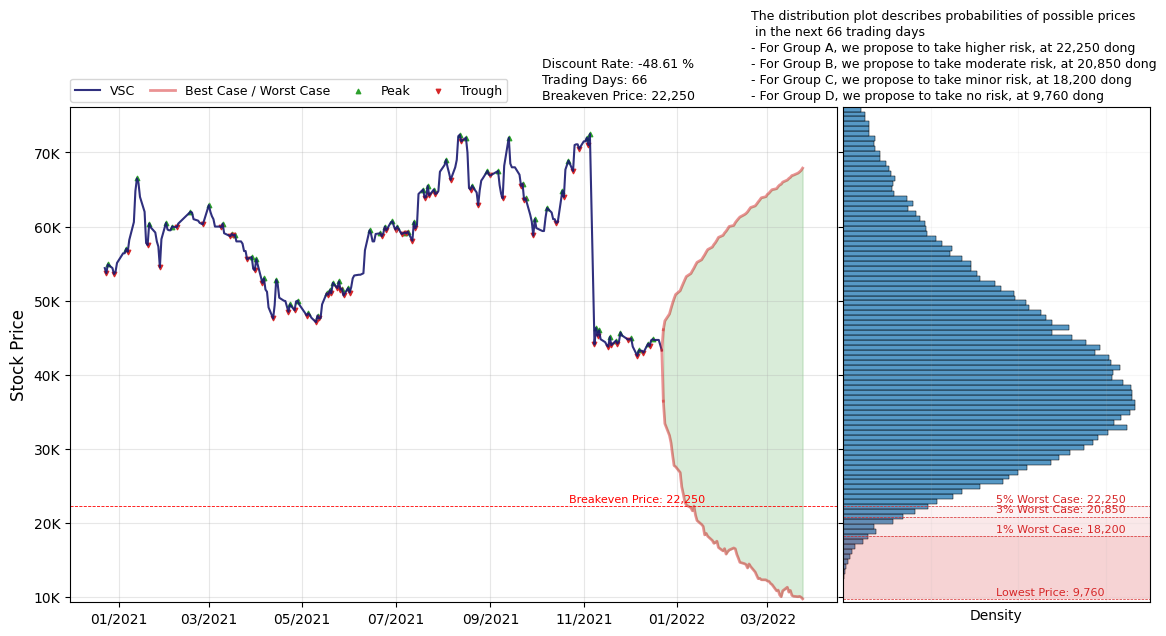 The distribution plot describes probabilities of possible prices
in the next 66 trading days
- For Group A, we propose to take higher risk, at 22,250 dong
- For Group B, we propose to take moderate risk, at 20,850 dong
- For Group C, we propose to take minor risk, at 18,200 dong
- For Group D, we propose to take no risk, at 9,760 dong
Discount Rate: -48.61 %
Trading Days: 66
Breakeven Price: 22,250
VSC
Best Case / Worst Case
Peak
Trough
Stock Price
70K
60K
50K
40K
30K
20K
10K
Breakeven Price: 22,250
5% Worst Case: 22,250
3% Worst Case: 20,850
1% Worst Case: 18,200
Lowest Price: 9,760
01/2021
03/2021
05/2021
07/2021
09/2021
11/2021
01/2022
03/2022
Density